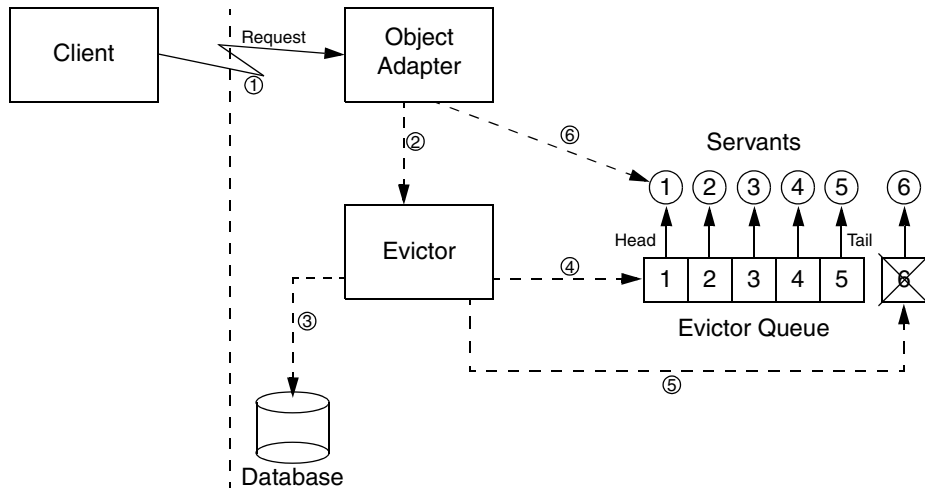 Client
Request
①
Object
Adapter
②
⑥
Servants
1 2 3 4 5 6
Evictor
Head
Tail
④
1 2 3 4 5 6
Evictor Queue
③
⑤
Database